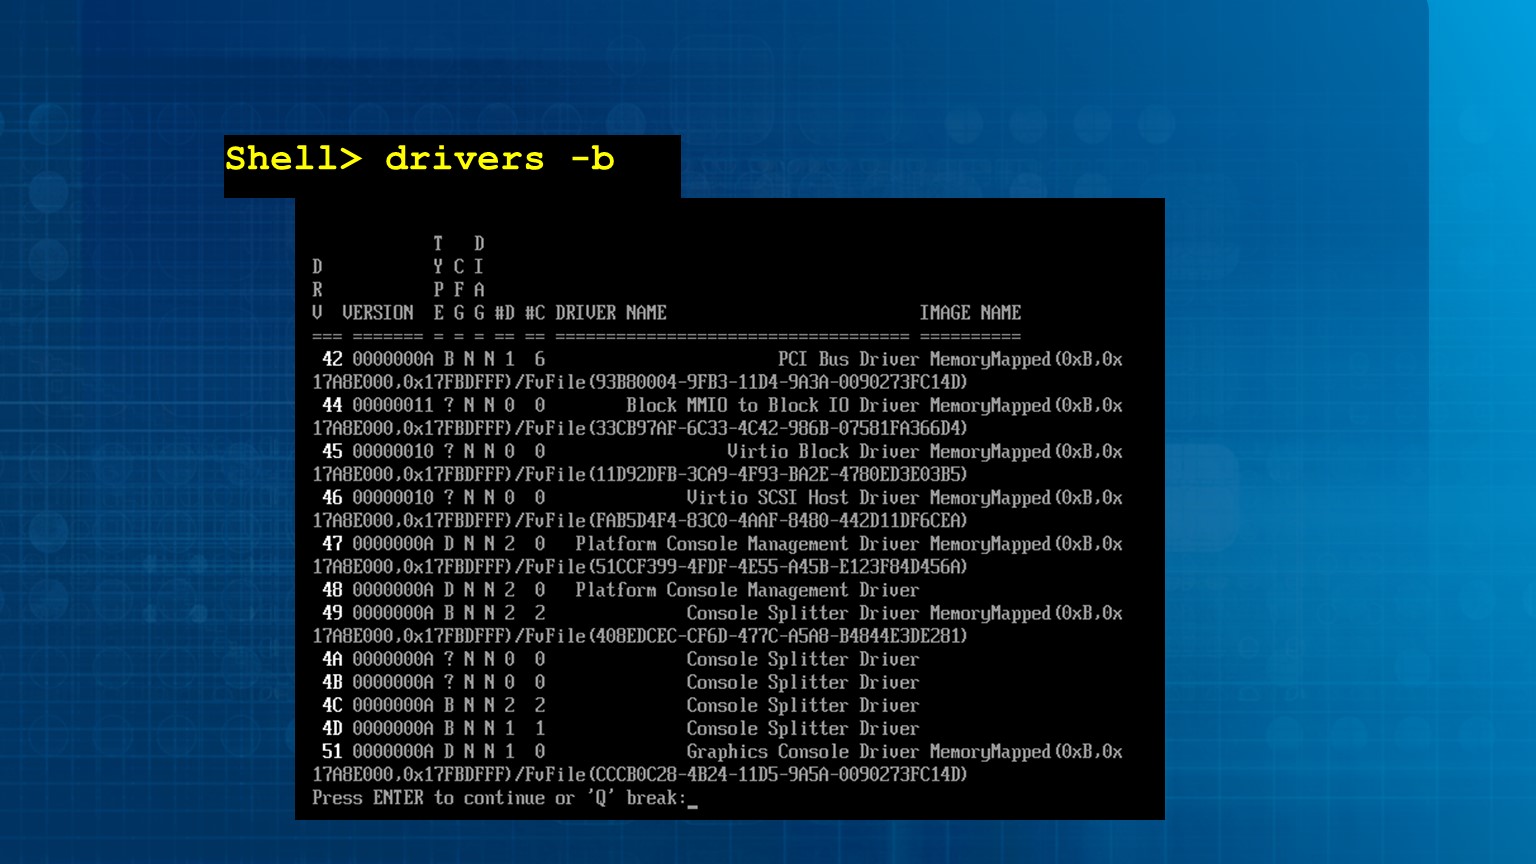 Shell> drivers -b
T   D
D           Y C I
R           P F A
V  VERSION  E G G #D #C DRIVER NAME                         IMAGE NAME
=== ======== = = = == == =================================== ==========
42 0000000A B N N 1  6                       PCI Bus Driver MemoryMapped(0xB,0x
17A8E000,0x17FBDFFF)/FvFile(93B80004-9FB3-11D4-9A3A-0090273FC14D)
44 00000011 ? N N 0  0        Block MMIO to Block IO Driver MemoryMapped(0xB,0x
17A8E000,0x17FBDFFF)/FvFile(33CB97AF-6C33-4C42-986B-07581FA366D4)
45 00000010 ? N N 0  0                  Virtio Block Driver MemoryMapped(0xB,0x
17A8E000,0x17FBDFFF)/FvFile(11D92DFB-3CA9-4F93-BA2E-4780ED3E03B5)
46 00000010 ? N N 0  0              Virtio SCSI Host Driver MemoryMapped(0xB,0x
17A8E000,0x17FBDFFF)/FvFile(FAB5D4F4-83C0-4AAF-8480-442D11DF6CEA)
47 0000000A D N N 2  0   Platform Console Management Driver MemoryMapped(0xB,0x
17A8E000,0x17FBDFFF)/FvFile(51CCF399-4FDF-4E55-A45B-E123F84D456A)
48 0000000A D N N 2  0   Platform Console Management Driver
49 0000000A B N N 2  2              Console Splitter Driver MemoryMapped(0xB,0x
17A8E000,0x17FBDFFF)/FvFile(408EDCEC-CF6D-477C-A5A8-B4844E3DE281)
4A 0000000A ? N N 0  0              Console Splitter Driver
4B 0000000A ? N N 0  0              Console Splitter Driver
4C 0000000A B N N 2  2              Console Splitter Driver
4D 0000000A B N N 1  1              Console Splitter Driver
51 0000000A D N N 1  0              Graphics Console Driver MemoryMapped(0xB,0x
17A8E000,0x17FBDFFF)/FvFile(CCCB0C28-4B24-11D5-9A5A-0090273FC14D)
Press ENTER to continue or 'Q' break:_